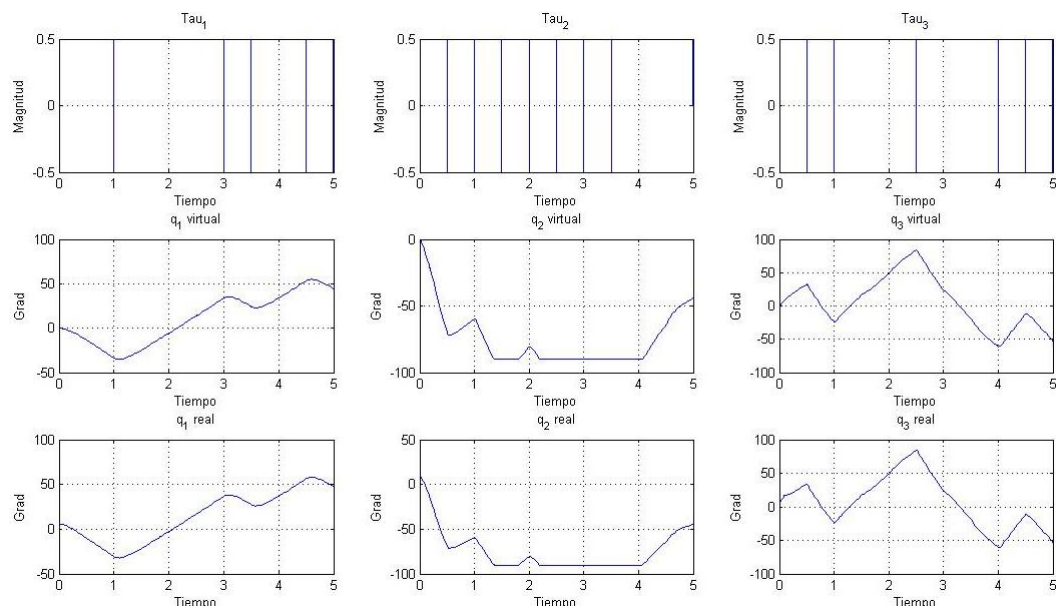 Tau1
Tau2
Tau3
0.5
0
-0.5
Magnitud
0 1 2 3 4 5
Tiempo
0.5
0
-0.5
Magnitud
0 1 2 3 4 5
Tiempo
0.5
0
-0.5
Magnitud
0 1 2 3 4 5
Tiempo
q1 virtual
q2 virtual
q3 virtual
100
50
0
-50
Grad
0 1 2 3 4 5
Tiempo
0
-50
-100
Grad
0 1 2 3 4 5
Tiempo
100
50
0
-50
-100
Grad
0 1 2 3 4 5
Tiempo
q1 real
q2 real
q3 real
100
50
0
-50
Grad
0 1 2 3 4 5
Tiempo
50
0
-50
-100
Grad
0 1 2 3 4 5
Tiempo
100
50
0
-50
-100
Grad
0 1 2 3 4 5
Tiempo